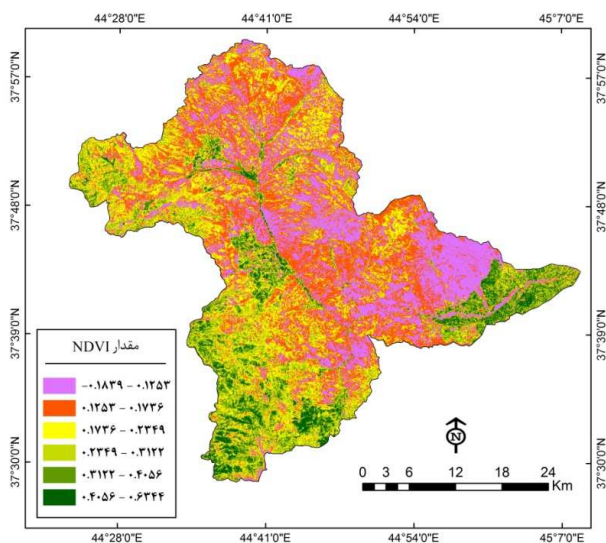 44°28'0"E 44°41'0"E 44°54'0"E 45°7'0"E
37°57'0"N 37°57'0"N
37°48'0"N 37°48'0"N
37°39'0"N 37°39'0"N
مقدار NDVI
-۰.۱۸۳۹ - ۰.۱۲۵۳
۰.۱۲۵۳ - ۰.۱۷۳۶
۰.۱۷۳۶ - ۰.۲۳۴۹
۰.۲۳۴۹ - ۰.۳۱۲۲
۰.۳۱۲۲ - ۰.۴۰۵۶
۰.۴۰۵۶ - ۰.۶۳۴۴
N
37°30'0"N 37°30'0"N
0 3 6 12 18 24
Km
44°28'0"E 44°41'0"E 44°54'0"E 45°7'0"E